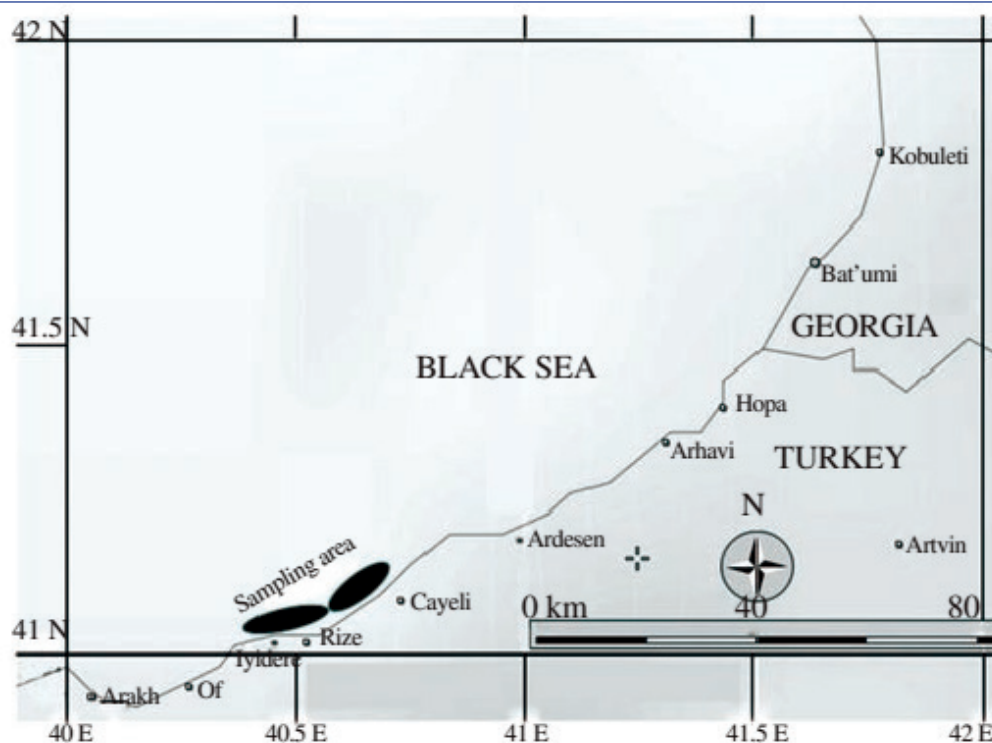 42 N
Kobuleti
Bat'umi
GEORGIA
41.5 N
BLACK SEA
Hopa
Arhavi
TURKEY
N
Ardesen
Artvin
Sampling area
Cayeli
0 km 40 80
41 N
Rize
Iyldere
Arakh
Of
40 E 40.5 E 41 E 41.5 E 42 E